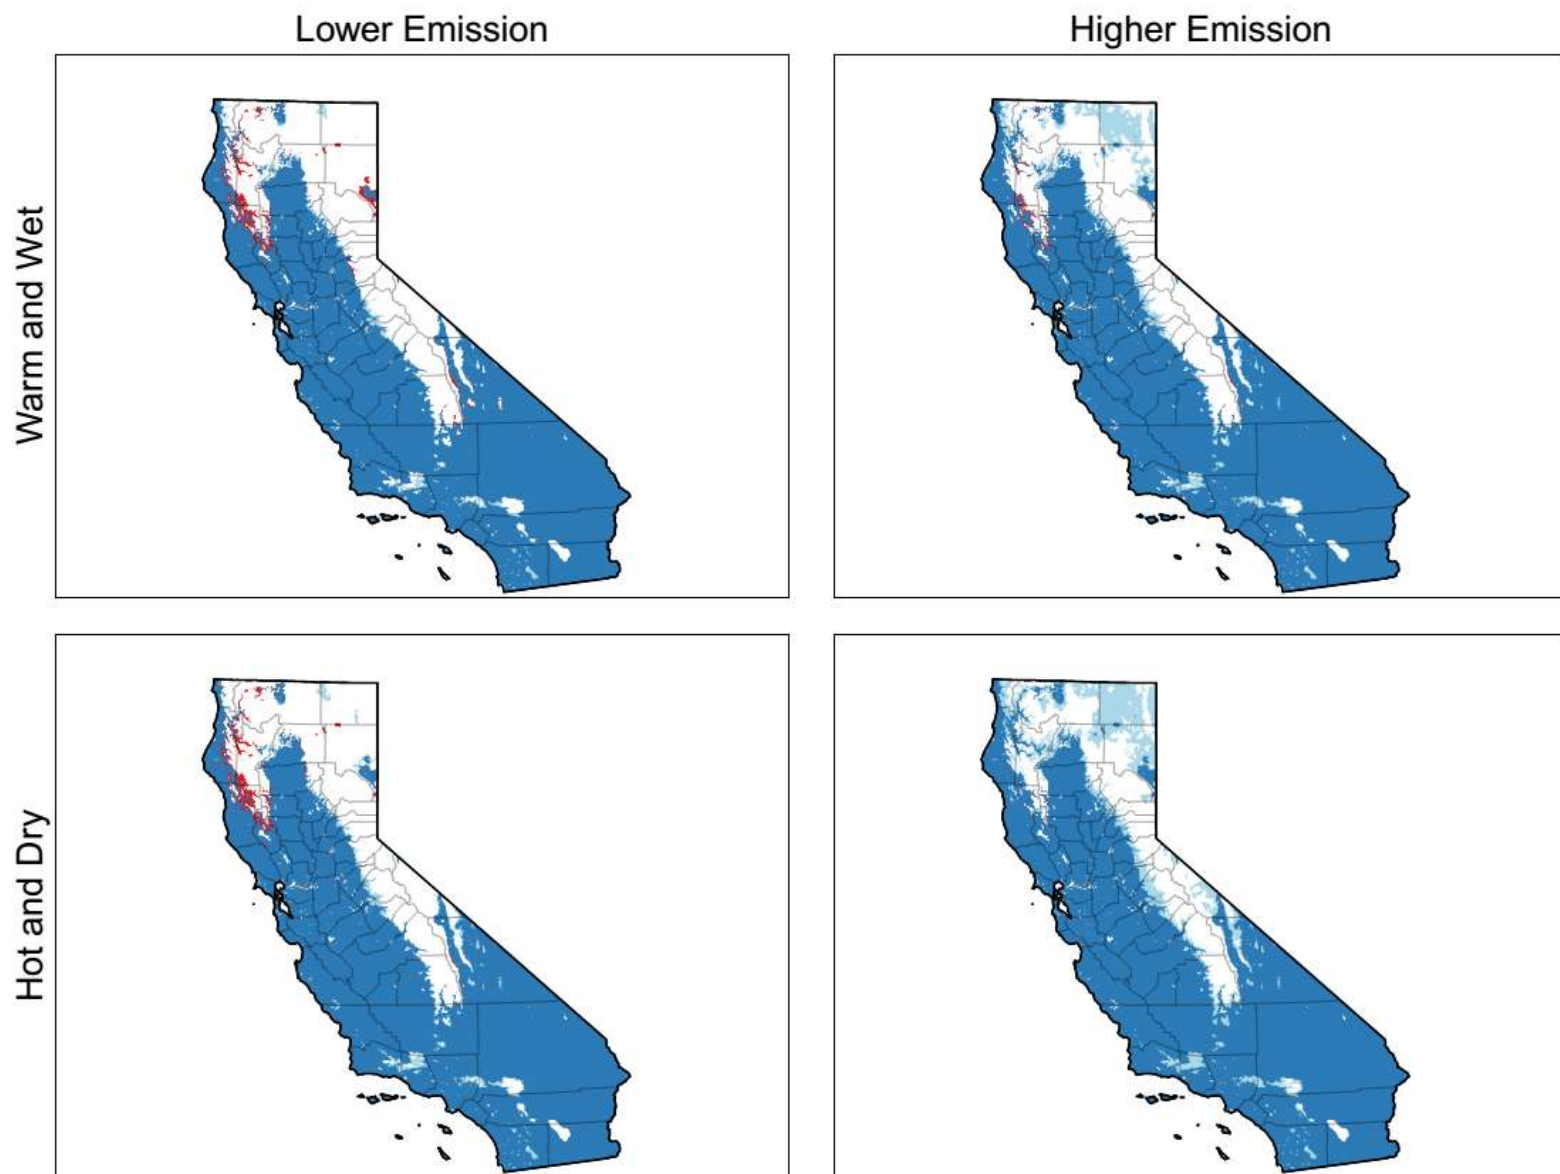 Lower Emission
Higher Emission
Warm and Wet
Hot and Dry